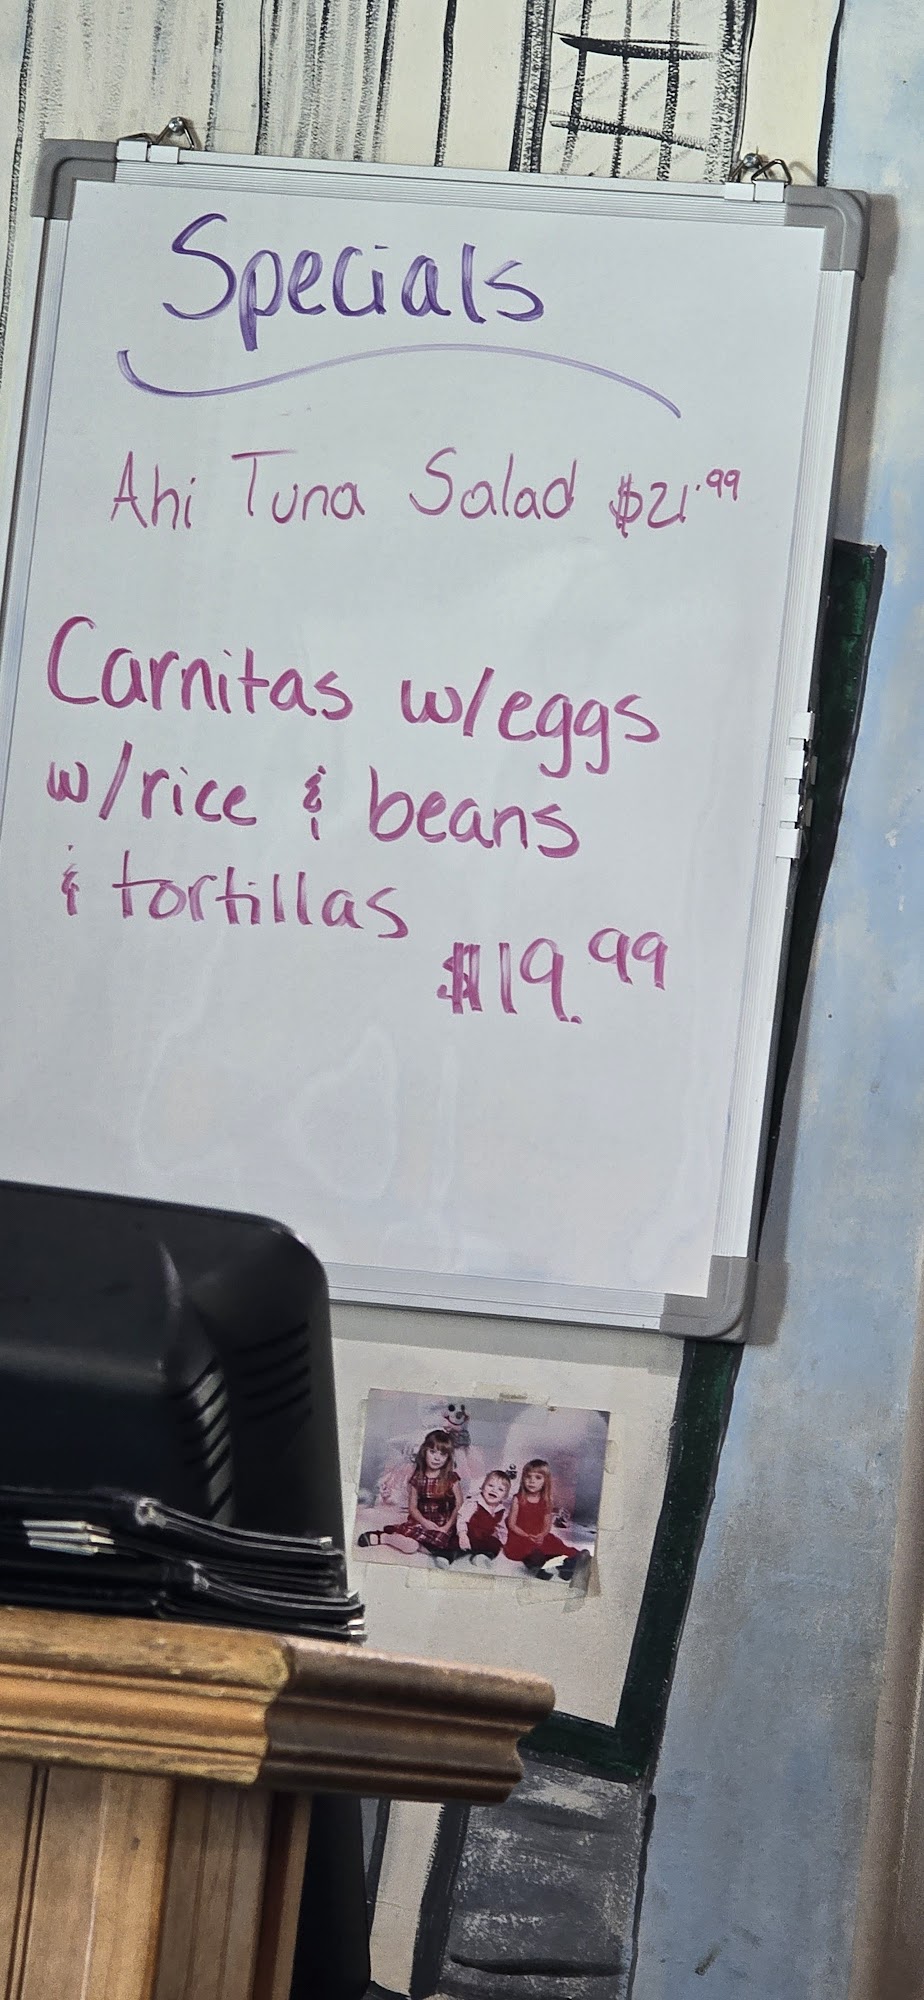 Specials
Ahi Tuna Salad $21.99
Carnitas w/eggs
w/rice & beans
& tortillas
$19.99